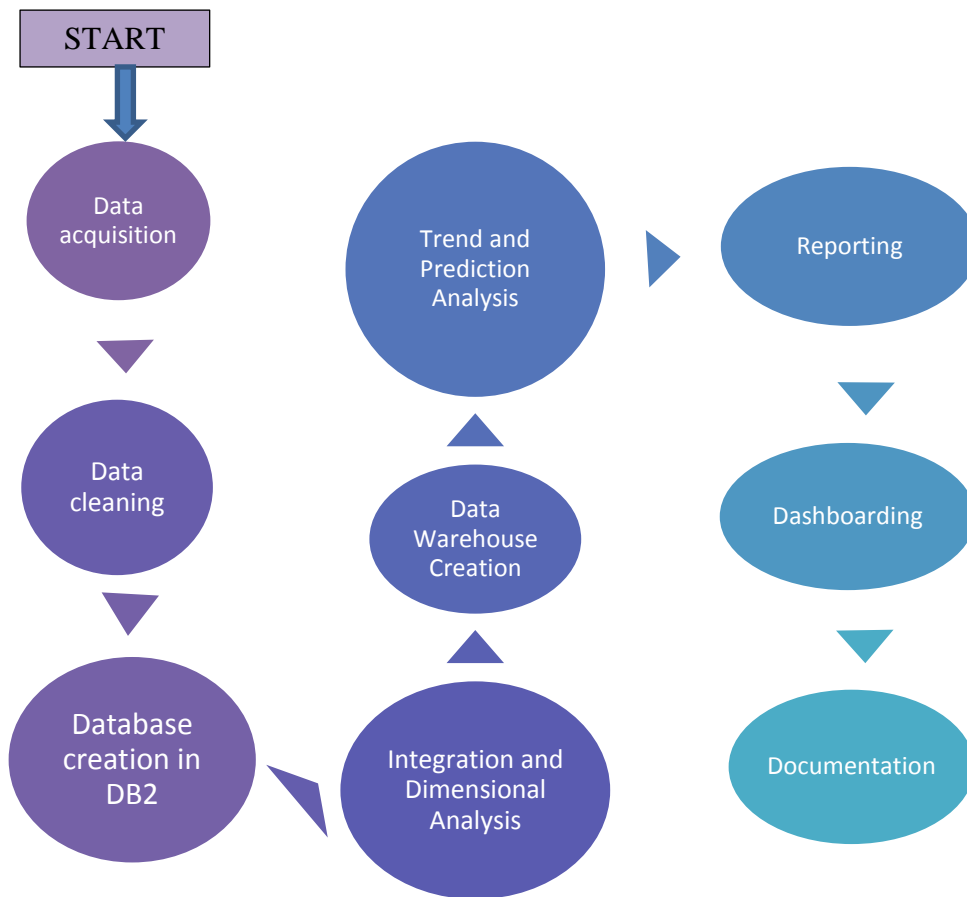 START
Data
acquisition
Data
cleaning
Database
creation in
DB2
Integration and
Dimensional
Analysis
Data
Warehouse
Creation
Trend and
Prediction
Analysis
Reporting
Dashboarding
Documentation